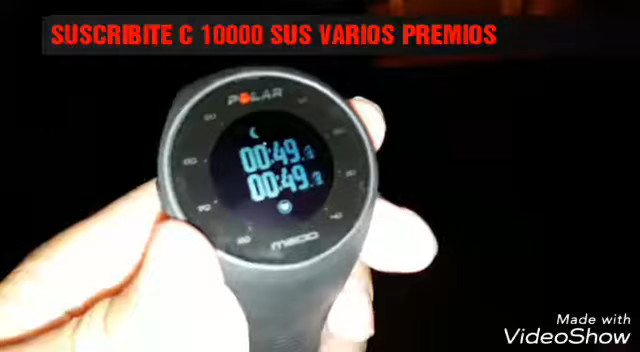 SUSCRIBITE C 10000 SUS VARIOS PREMIOS
POLAR
00:49
00:49
M200
Made with
VideoShow